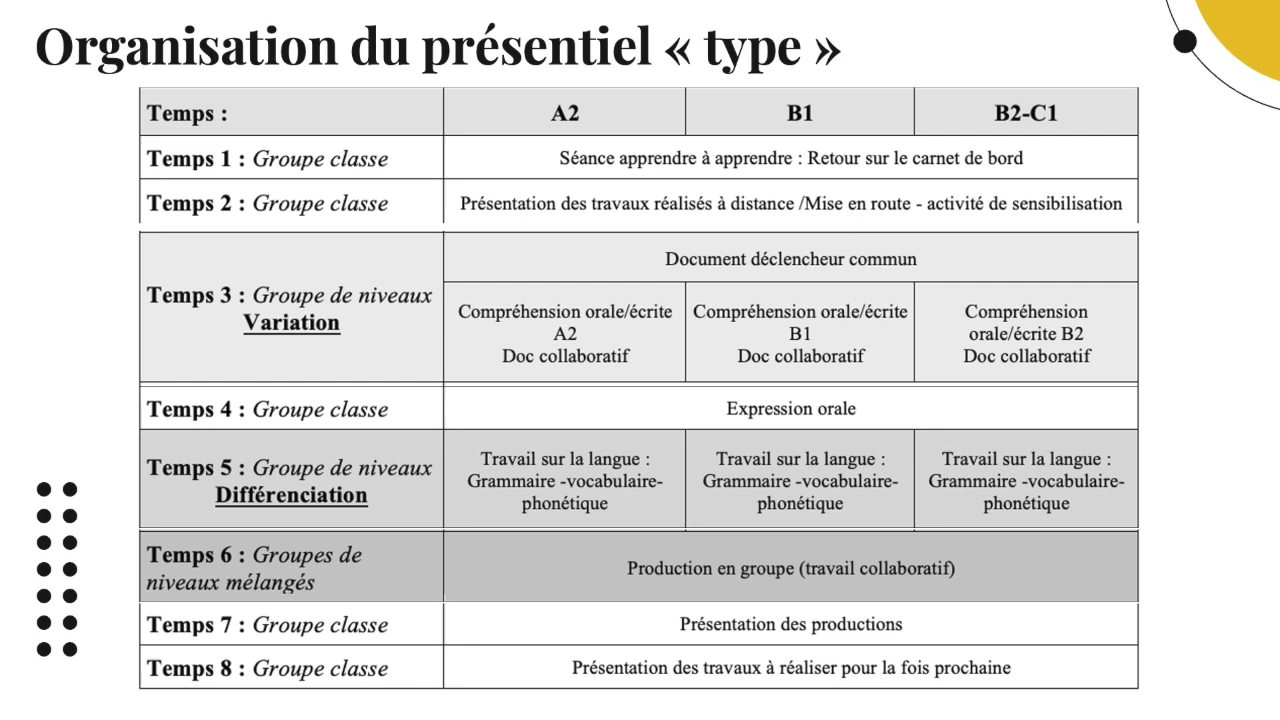 Organisation du présentiel « type »
Temps :
A2
B1
B2-C1
Temps 1 : Groupe classe
Séance apprendre à apprendre : Retour sur le carnet de bord
Temps 2 : Groupe classe
Présentation des travaux réalisés à distance /Mise en route - activité de sensibilisation
Temps 3 : Groupe de niveaux
Variation
Document déclencheur commun
Compréhension orale/écrite
A2
Doc collaboratif
Compréhension orale/écrite
B1
Doc collaboratif
Compréhension
orale/écrite B2
Doc collaboratif
Temps 4 : Groupe classe
Expression orale
Temps 5 : Groupe de niveaux
Différenciation
Travail sur la langue :
Grammaire -vocabulaire-
phonétique
Travail sur la langue :
Grammaire -vocabulaire-
phonétique
Travail sur la langue :
Grammaire -vocabulaire-
phonétique
Temps 6 : Groupes de
niveaux mélangés
Production en groupe (travail collaboratif)
Temps 7 : Groupe classe
Présentation des productions
Temps 8 : Groupe classe
Présentation des travaux à réaliser pour la fois prochaine